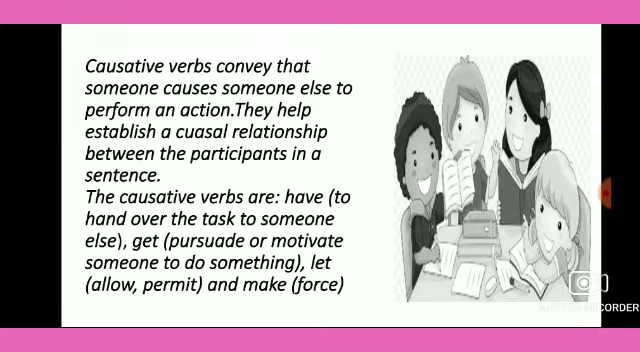 Causative verbs convey that
someone causes someone else to
perform an action.They help
establish a cuasal relationship
between the participants in a
sentence.
The causative verbs are: have (to
hand over the task to someone
else), get (pursuade or motivate
someone to do something), let
(allow, permit) and make (force)
RECORDER